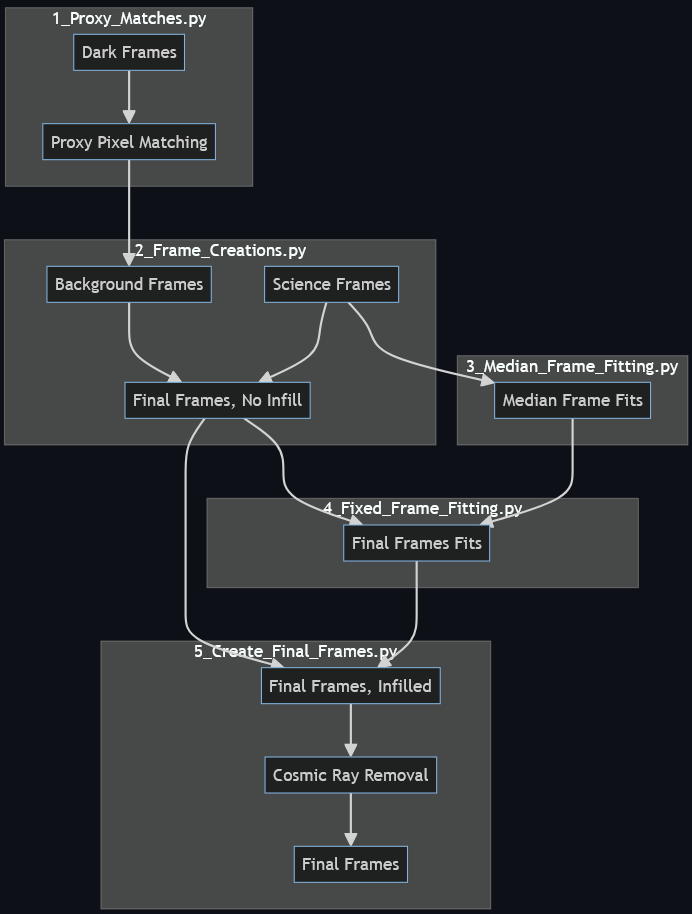 1_Proxy_Matches.py
Dark Frames
Proxy Pixel Matching
2_Frame_Creations.py
Background Frames
Science Frames
3_Median_Frame_Fitting.py
Final Frames, No Infill
Median Frame Fits
4_Fixed_Frame_Fitting.py
Final Frames Fits
5_Create_Final_Frames.py
Final Frames, Infilled
Cosmic Ray Removal
Final Frames